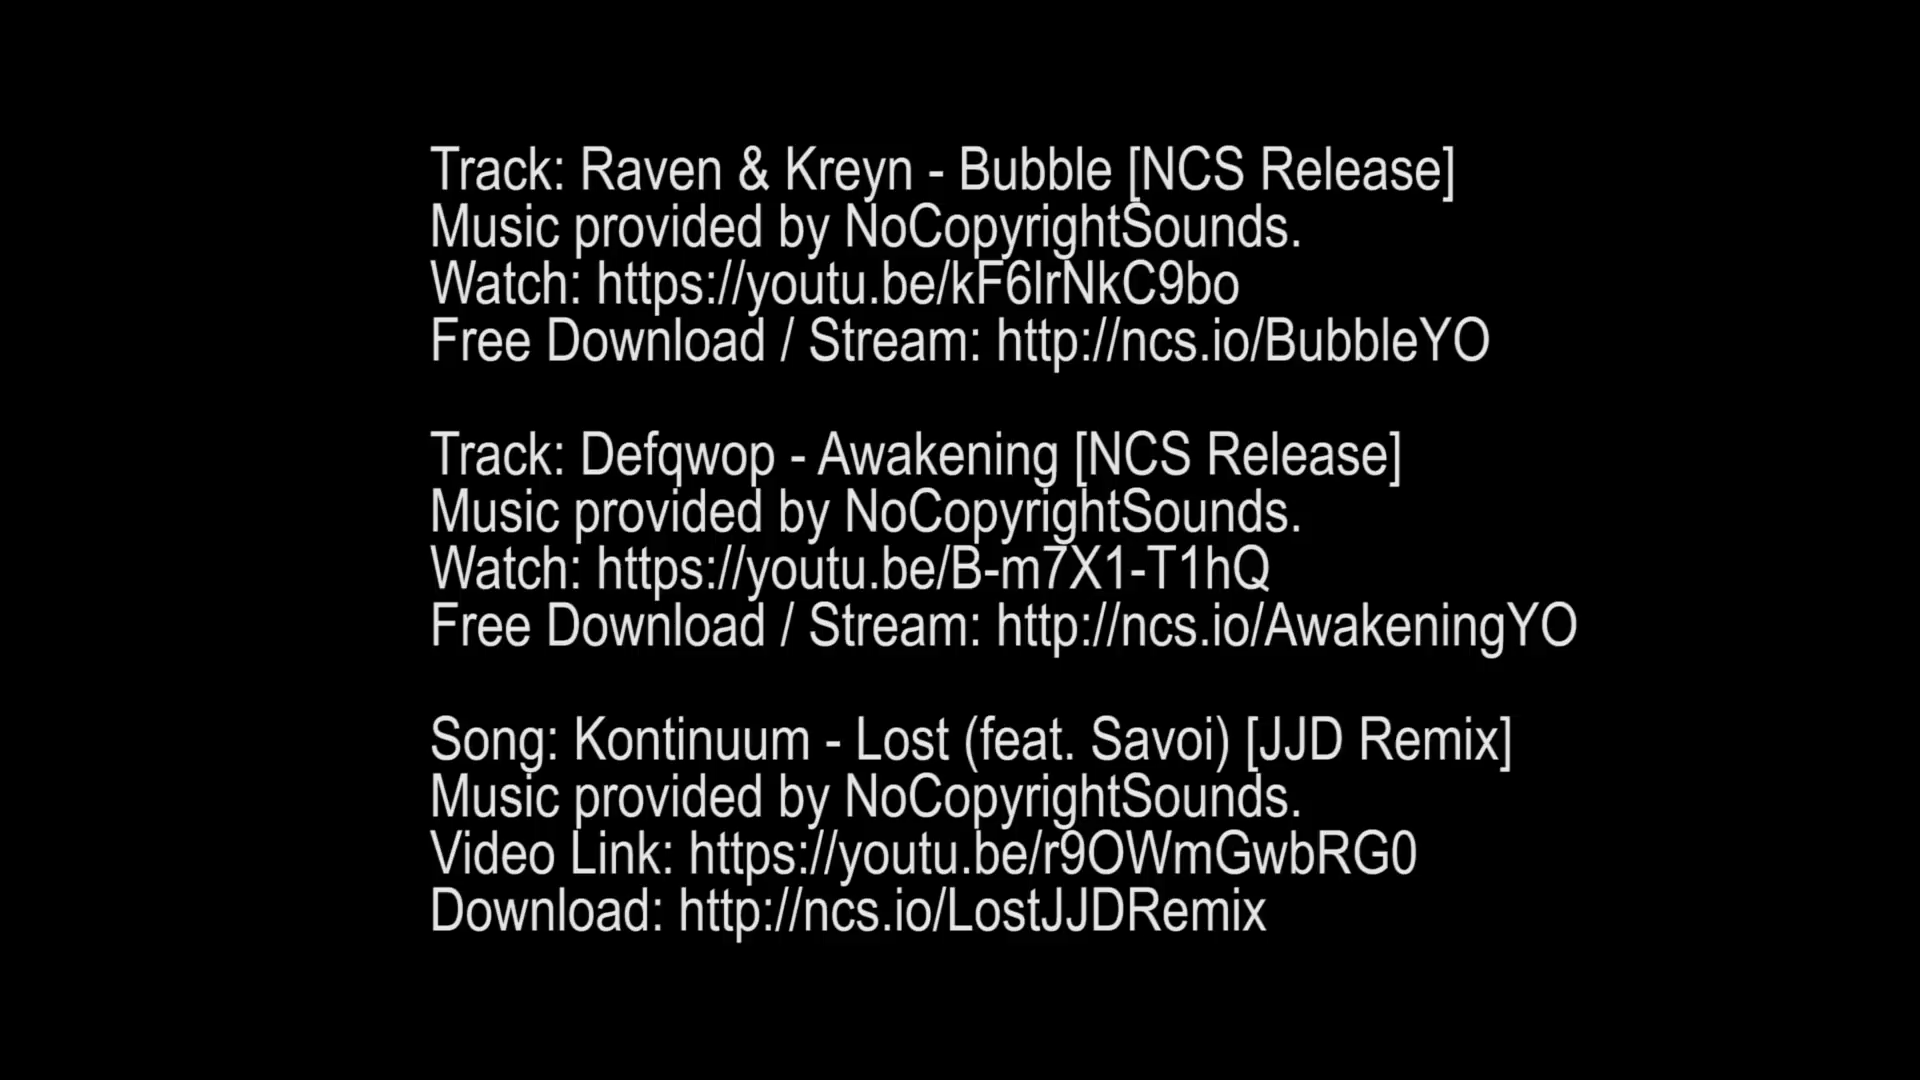 Track: Raven & Kreyn - Bubble [NCS Release]
Music provided by NoCopyrightSounds.
Watch: https://youtu.be/kF6lrNkC9bo
Free Download / Stream: http://ncs.io/BubbleYO
Track: Defqwop - Awakening [NCS Release]
Music provided by NoCopyrightSounds.
Watch: https://youtu.be/B-m7X1-T1hQ
Free Download / Stream: http://ncs.io/AwakeningYO
Song: Kontinuum - Lost (feat. Savoi) [JJD Remix]
Music provided by NoCopyrightSounds.
Video Link: https://youtu.be/r9OWmGwbRG0
Download: http://ncs.io/LostJJDRemix